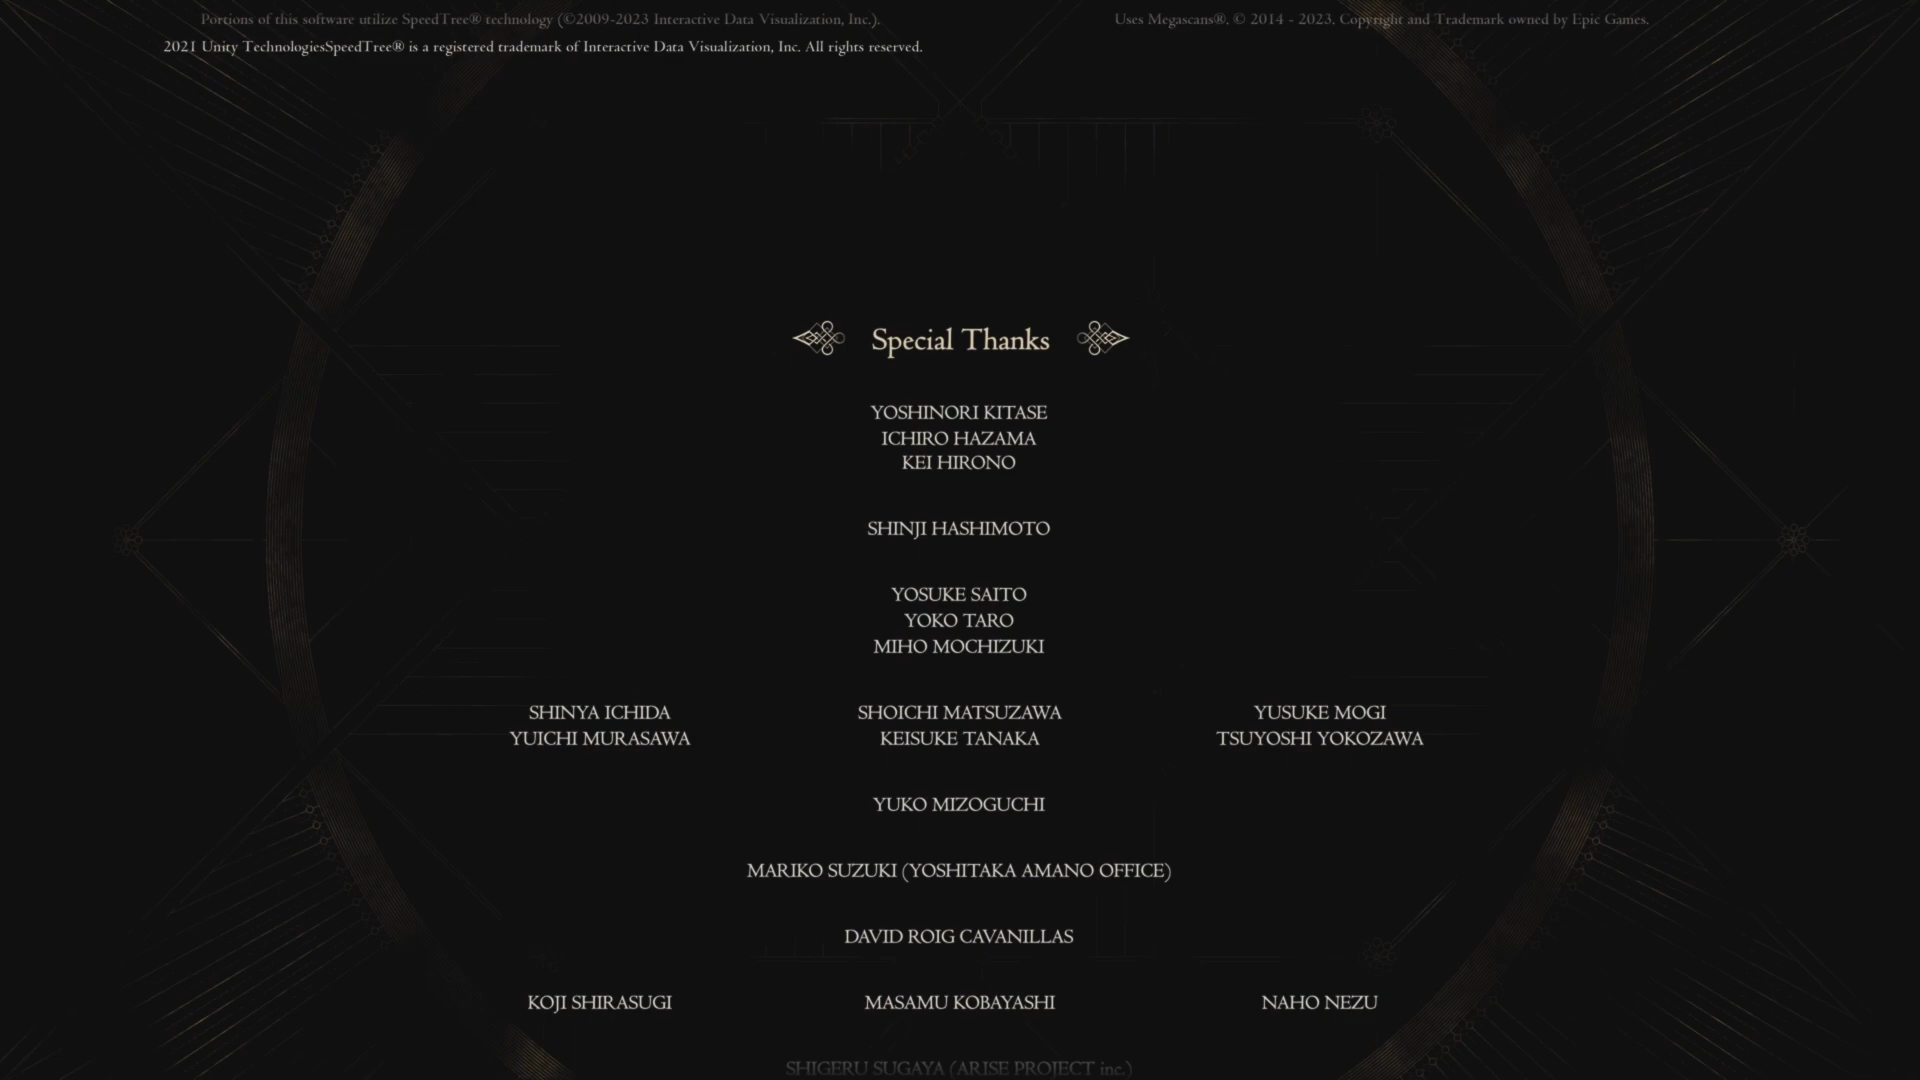 Portions of this software utilize SpeedTree® technology (©2009-2023 Interactive Data Visualization, Inc.).
2021 Unity TechnologiesSpeedTree® is a registered trademark of Interactive Data Visualization, Inc. All rights reserved.
Uses Megascans®. © 2014 - 2023. Copyright and Trademark owned by Epic Games.
Special Thanks
YOSHINORI KITASE
ICHIRO HAZAMA
KEI HIRONO
SHINJI HASHIMOTO
YOSUKE SAITO
YOKO TARO
MIHO MOCHIZUKI
SHINYA ICHIDA SHOICHI MATSUZAWA YUSUKE MOGI
YUICHI MURASAWA KEISUKE TANAKA TSUYOSHI YOKOZAWA
YUKO MIZOGUCHI
MARIKO SUZUKI (YOSHITAKA AMANO OFFICE)
DAVID ROIG CAVANILLAS
KOJI SHIRASUGI MASAMU KOBAYASHI NAHO NEZU
SHIGERU SUGAYA (ARISE PROJECT inc.)